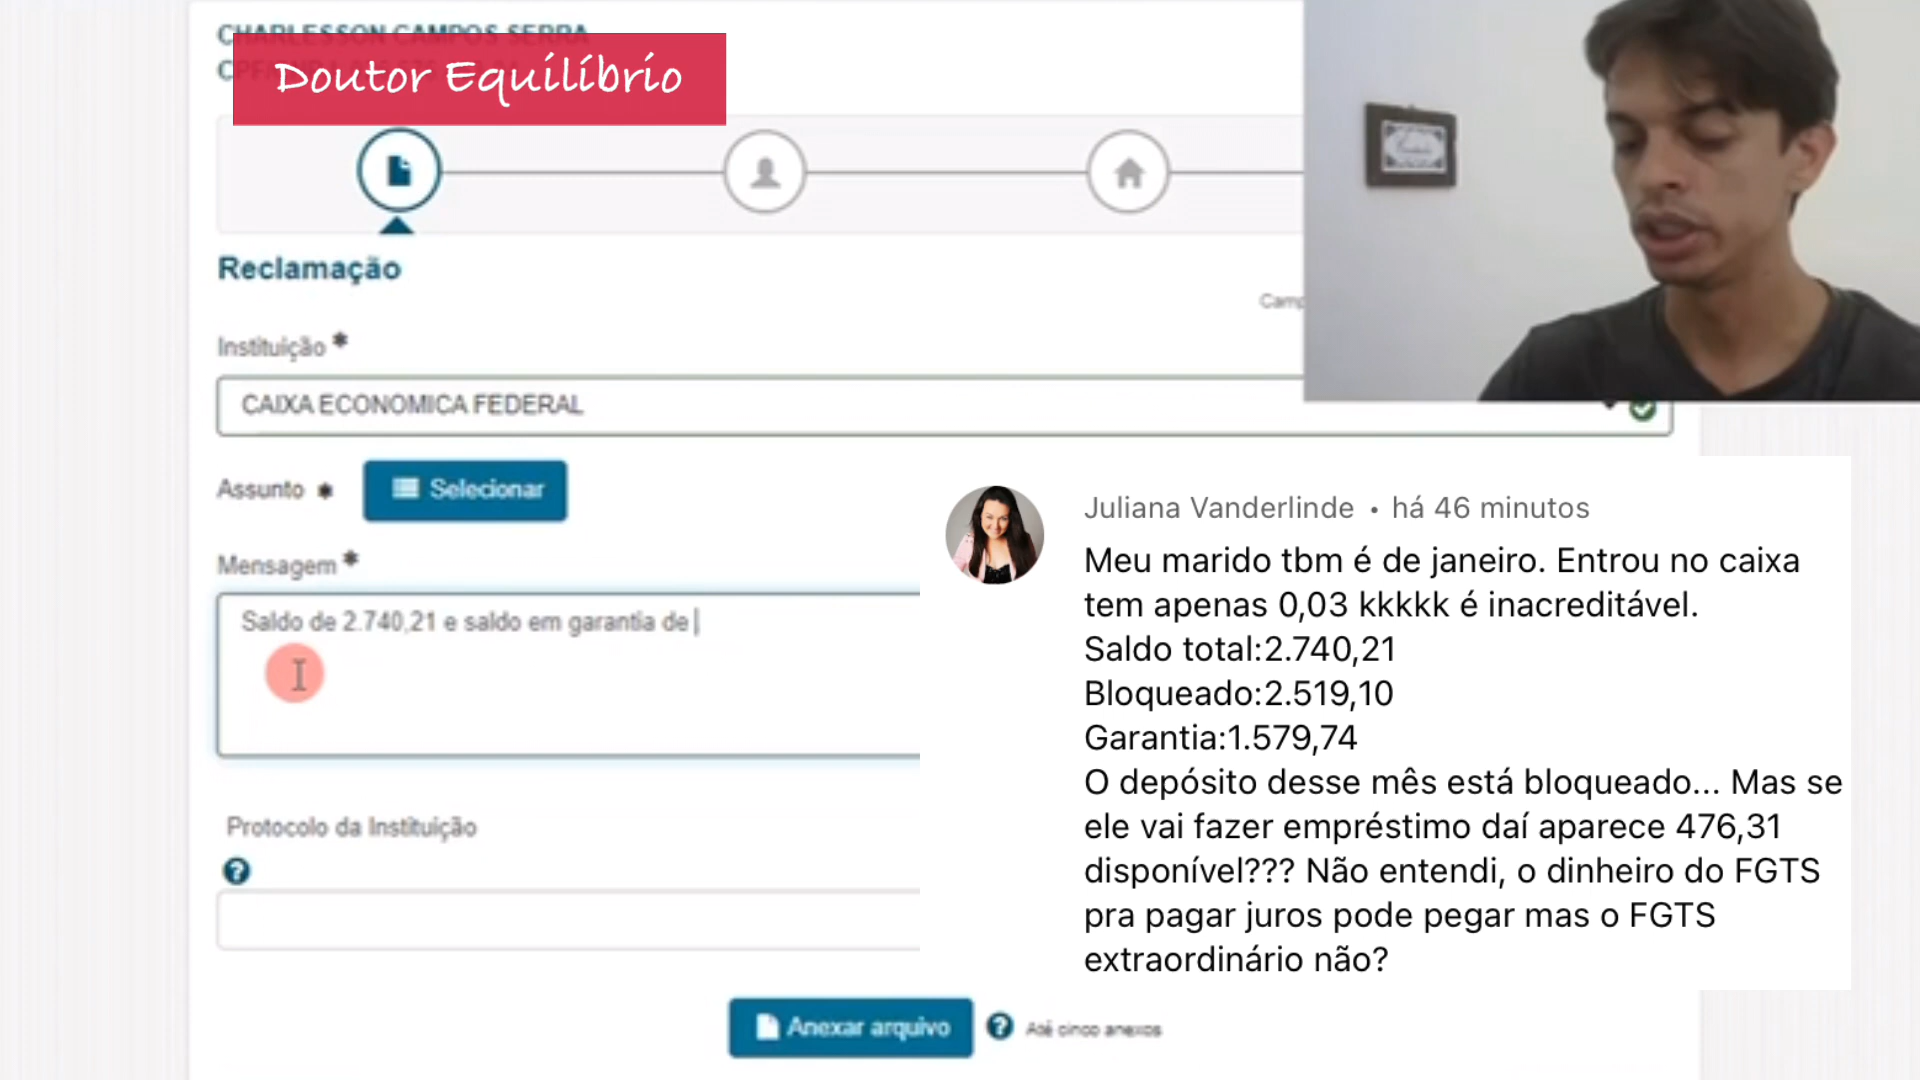 CHARLESSON CAMPOS SERRA
Doutor Equilíbrio
Reclamação
Instituição *
CAIXA ECONOMICA FEDERAL
Assunto *
Selecionar
Mensagem *
Saldo de 2.740,21 e saldo em garantia de
Protocolo da Instituição
Anexar arquivo
Até cinco anexos
Juliana Vanderlinde • há 46 minutos
Meu marido tbm é de janeiro. Entrou no caixa
tem apenas 0,03 kkkkk é inacreditável.
Saldo total:2.740,21
Bloqueado:2.519,10
Garantia:1.579,74
O depósito desse mês está bloqueado... Mas se
ele vai fazer empréstimo daí aparece 476,31
disponível??? Não entendi, o dinheiro do FGTS
pra pagar juros pode pegar mas o FGTS
extraordinário não?